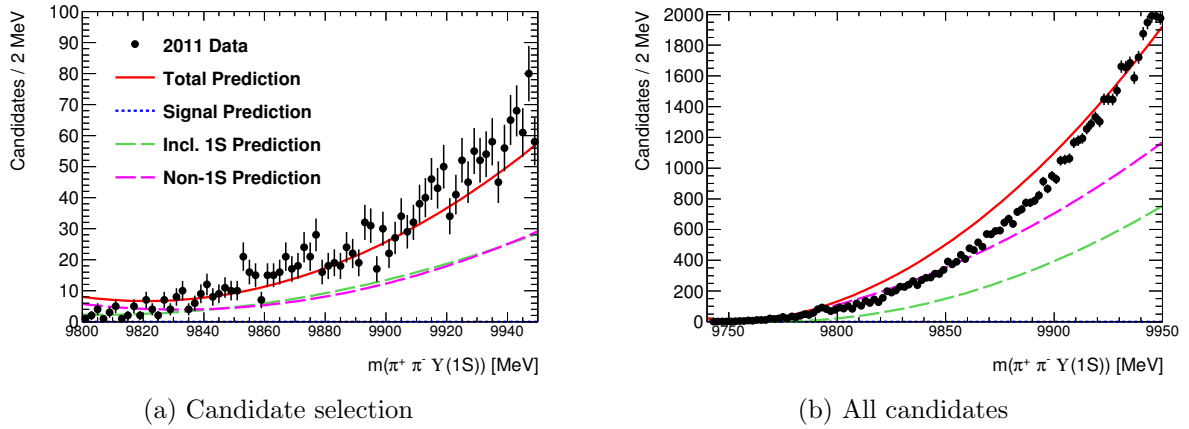 Candidates / 2 MeV
100
90
80
70
60
50
40
30
20
10
0
2011 Data
Total Prediction
Signal Prediction
Incl. 1S Prediction
Non-1S Prediction
9800 9820 9840 9860 9880 9900 9920 9940
m(π⁺ π⁻ Υ(1S)) [MeV]
(a) Candidate selection
Candidates / 2 MeV
2000
1800
1600
1400
1200
1000
800
600
400
200
0
9750 9800 9850 9900 9950
m(π⁺ π⁻ Υ(1S)) [MeV]
(b) All candidates